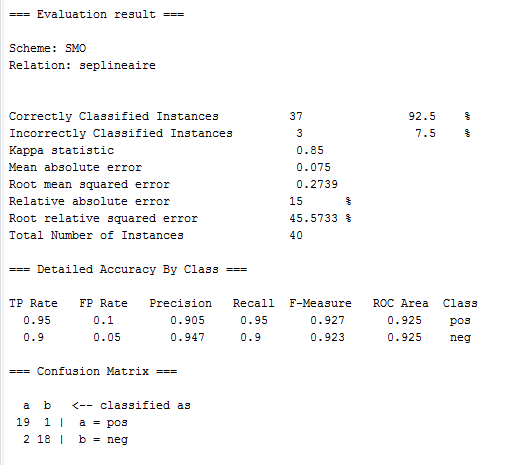 === Evaluation result ===
Scheme: SMO
Relation: seplineaire
Correctly Classified Instances 37 92.5 %
Incorrectly Classified Instances 3 7.5 %
Kappa statistic 0.85
Mean absolute error 0.075
Root mean squared error 0.2739
Relative absolute error 15 %
Root relative squared error 45.5733 %
Total Number of Instances 40
=== Detailed Accuracy By Class ===
TP Rate FP Rate Precision Recall F-Measure ROC Area Class
0.95 0.1 0.905 0.95 0.927 0.925 pos
0.9 0.05 0.947 0.9 0.923 0.925 neg
=== Confusion Matrix ===
a b <-- classified as
19 1 | a = pos
2 18 | b = neg